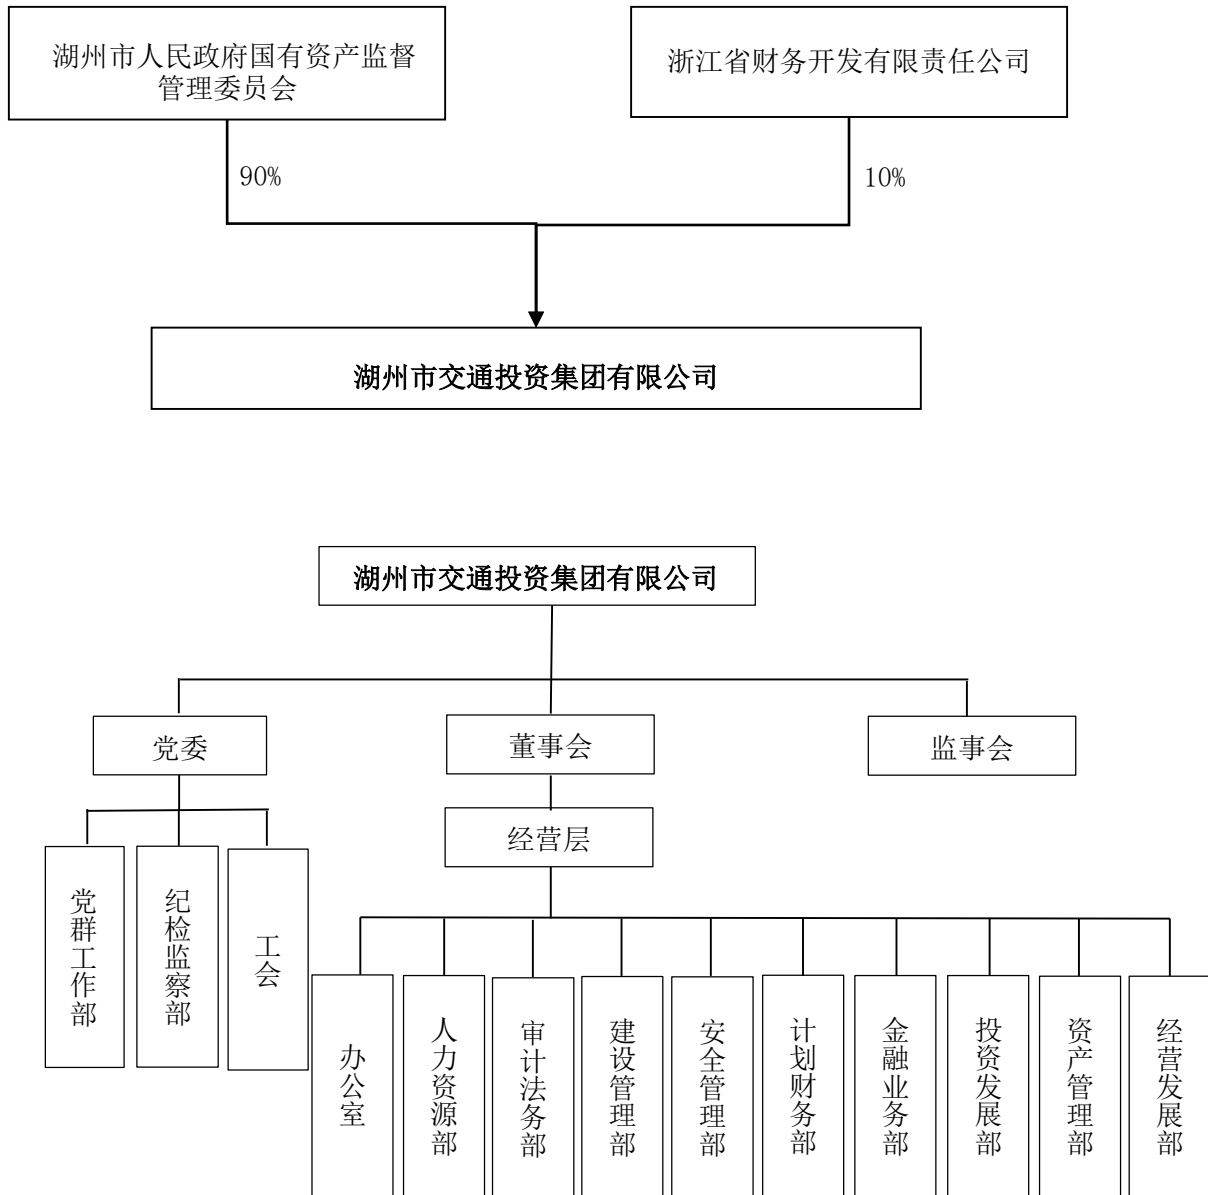 湖州市人民政府国有资产监督
管理委员会
浙江省财务开发有限责任公司
90%
10%
湖州市交通投资集团有限公司
湖州市交通投资集团有限公司
党委
董事会
监事会
经营层
党群工作部
纪检监察部
工会
办公室
人力资源部
审计法务部
建设管理部
安全管理部
计划财务部
金融业务部
投资发展部
资产管理部
经营发展部